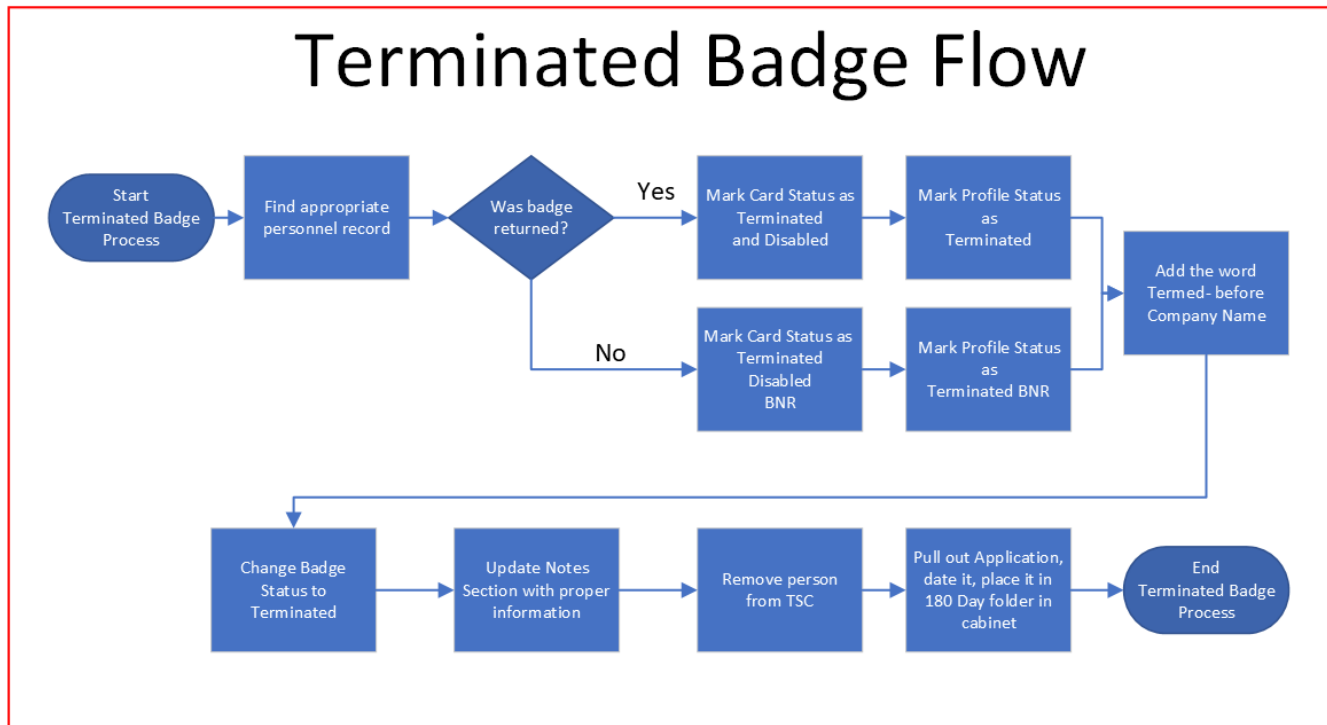 Terminated Badge Flow
Start
Terminated Badge
Process
Find appropriate
personnel record
Was badge
returned?
Yes
Mark Card Status as
Terminated
and Disabled
Mark Profile Status
as
Terminated
No
Mark Card Status as
Terminated
Disabled
BNR
Mark Profile Status
as
Terminated BNR
Add the word
Termed- before
Company Name
Change Badge
Status to
Terminated
Update Notes
Section with proper
information
Remove person
from TSC
Pull out Application,
date it, place it in
180 Day folder in
cabinet
End
Terminated Badge
Process